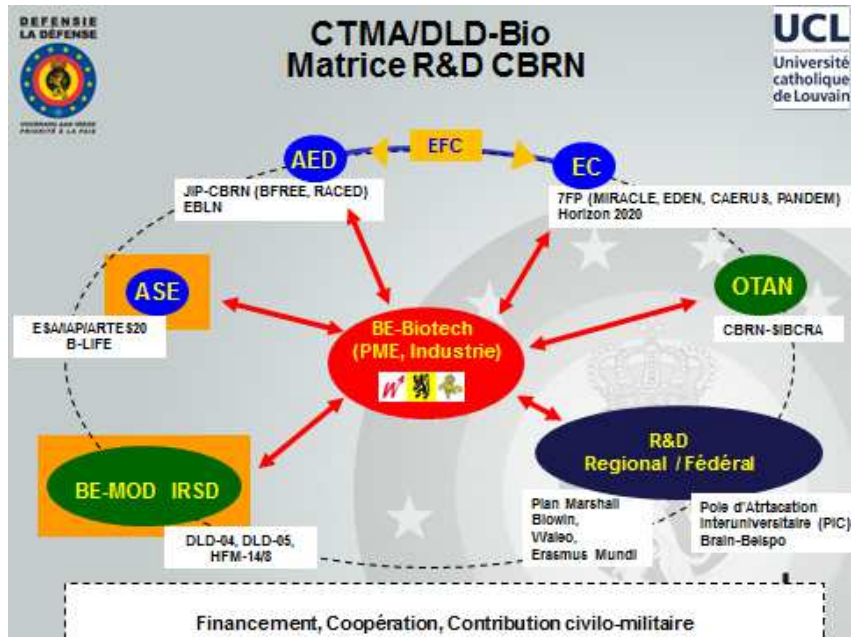 DEFENSIE
LA DÉFENSE
CTMA/DLD-Bio
Matrice R&D CBRN
UCL
Université
catholique
de Louvain
PRIORITÉ À LA PAIX
AED
EFC
EC
JIP-CBRN (BFREE, RACED)
EBLN
7FP (MIRACLE, EDEN, CAERUS, PANDEM)
Horizon 2020
ASE
OTAN
ESA/IAP/ARTES20
B-LIFE
BE-Biotech
(PME, Industrie)
CBRN-SIBCRA
R&D
Regional / Fédéral
BE-MOD IRSD
Plan Marshall
Biowin,
Waleo,
Erasmus Mundi
Pole d'Atrtacation
Interuniversitaire (PIC)
Brain-Belspo
DLD-04, DLD-05,
HFM-14/8
Financement, Coopération, Contribution civilo-militaire